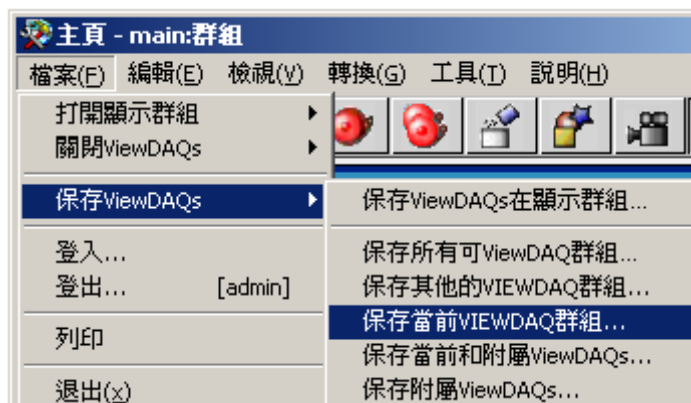 主頁 - main:群組
檔案(F) 編輯(E) 檢視(V) 轉換(G) 工具(T) 說明(H)
打開顯示群組
關閉ViewDAQs
保存ViewDAQs
登入...
登出... [admin]
列印
退出(x)
保存ViewDAQs在顯示群組...
保存所有可ViewDAQ群組...
保存其他的VIEWDAQ群組...
保存當前VIEWDAQ群組...
保存當前和附屬ViewDAQs...
保存附屬ViewDAQs...